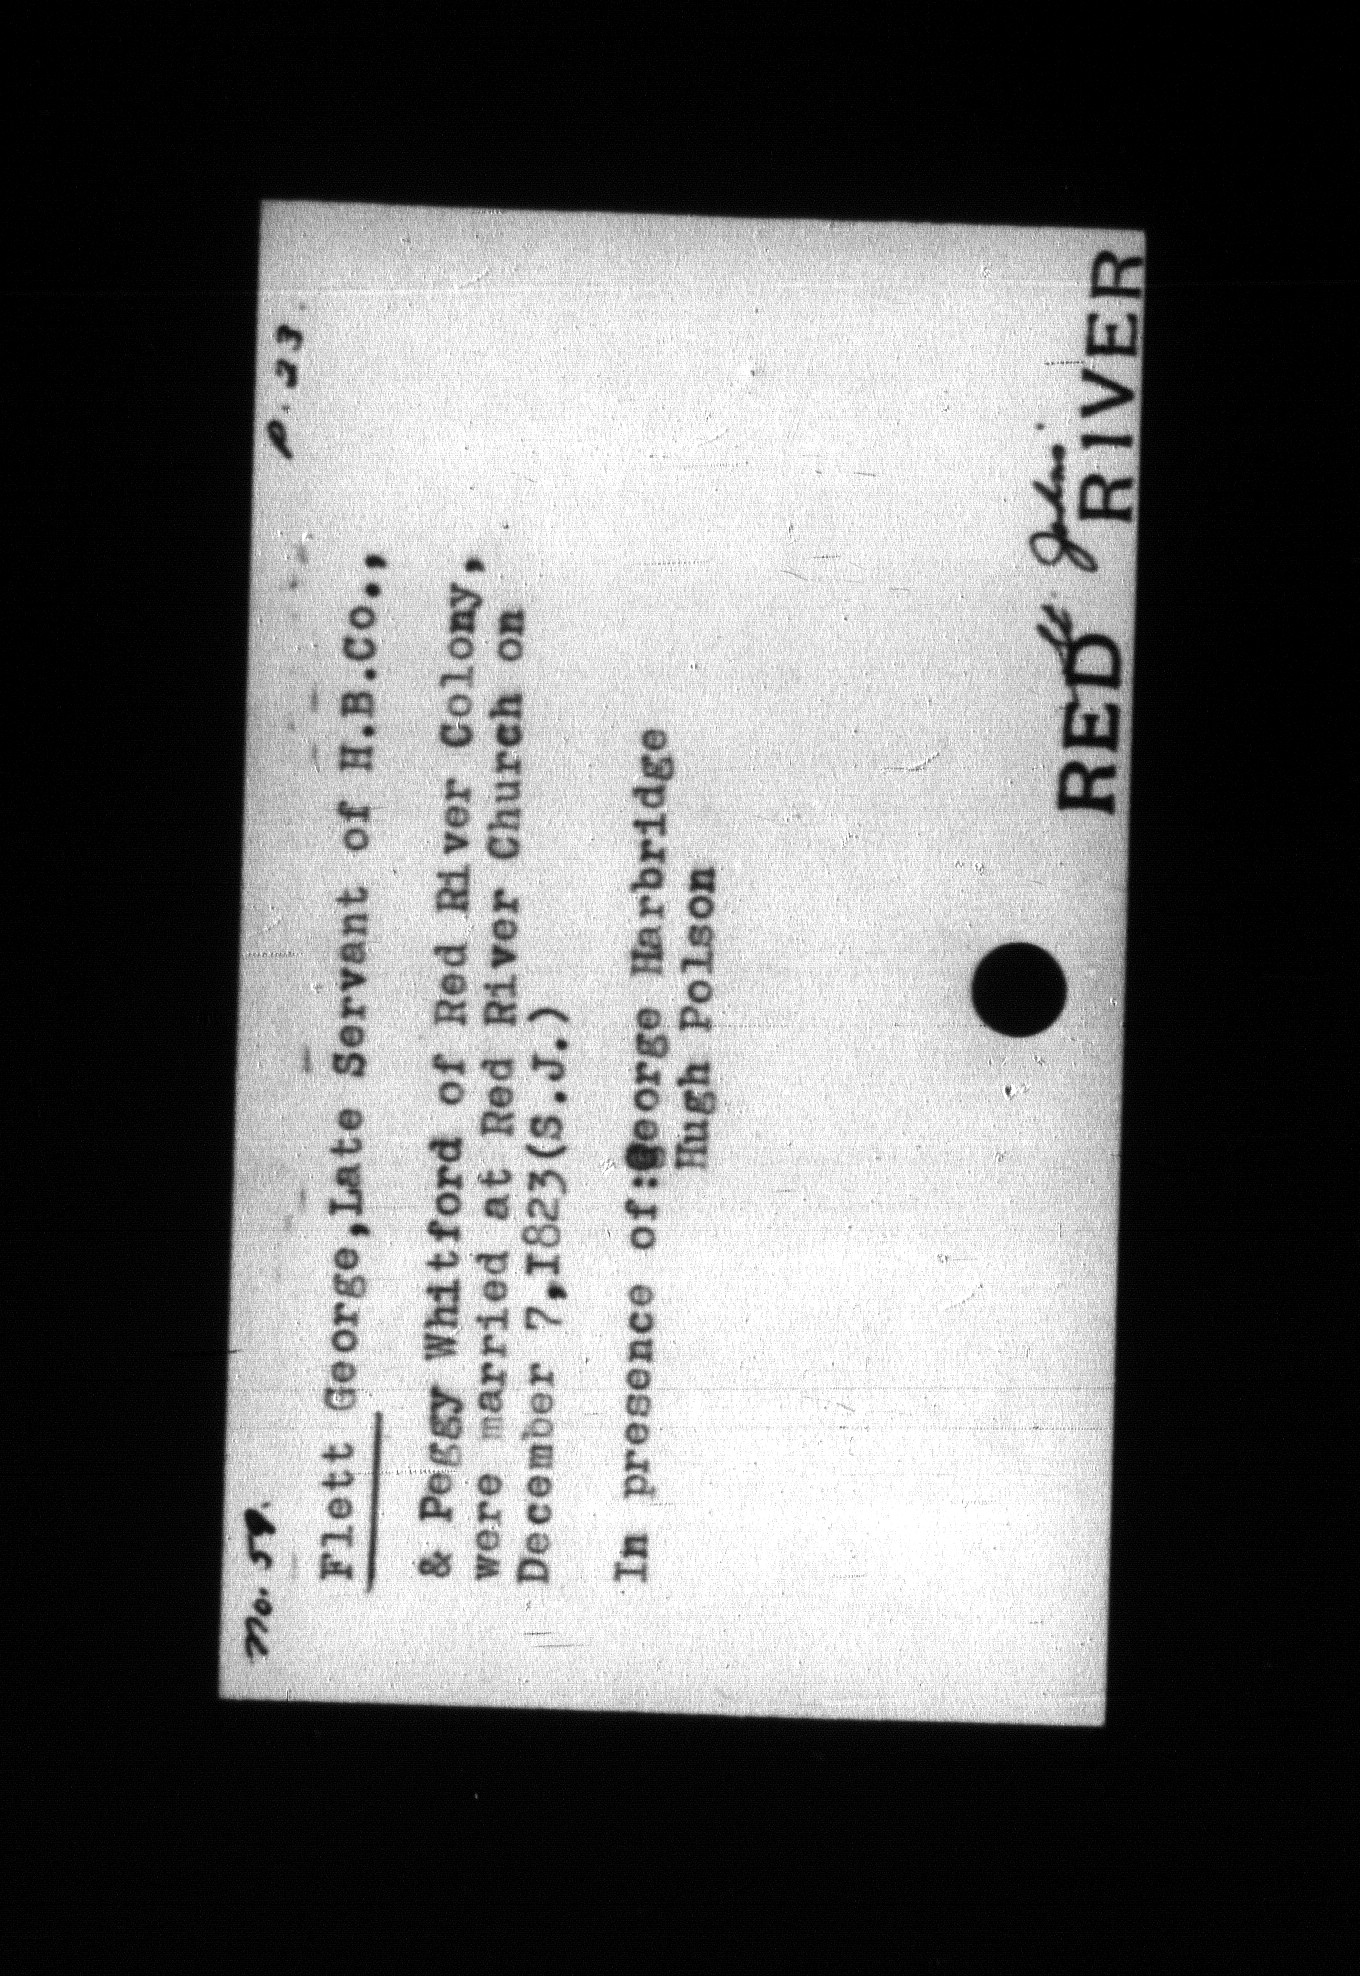 No. 59.
P. 23
Flett George,Late Servant of H.B.Co.,
& Peggy Whitford of Red River Colony,
were married at Red River Church on
December 7,1823(S.J.)
In presence of:George Harbridge
Hugh Polson
St Johns
RED RIVER